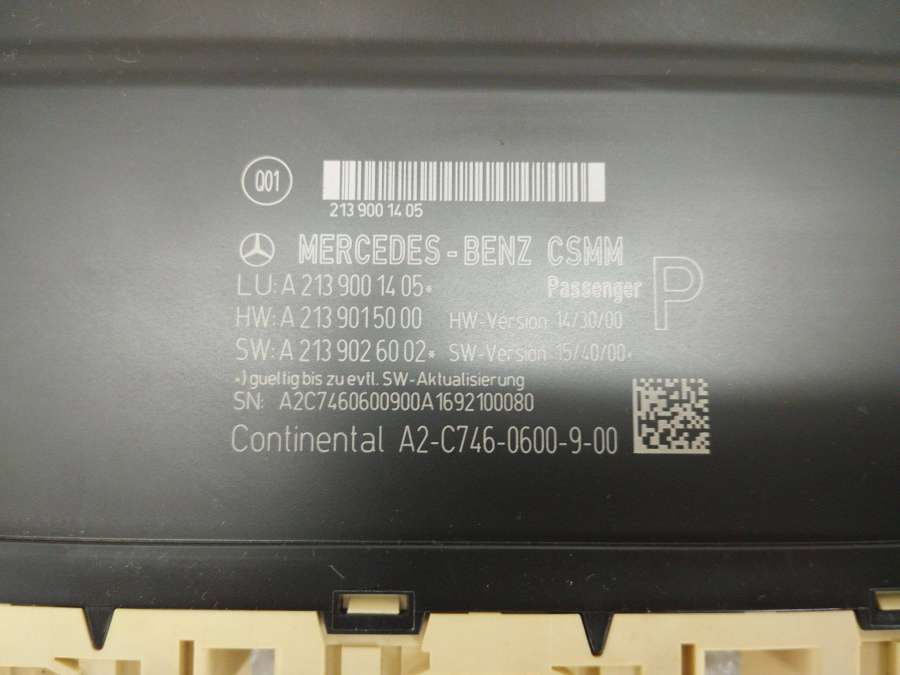 Q01
213 900 14 05
MERCEDES-BENZ CSMM
LU: A 213 900 14 05*
Passenger P
HW: A 213 901 50 00 HW-Version 14/30/00
SW: A 213 902 60 02* SW-Version 15/40/00*
*) gueltig bis zu evtl. SW-Aktualisierung
SN: A2C7460600900A1692100080
Continental A2-C746-0600-9-00